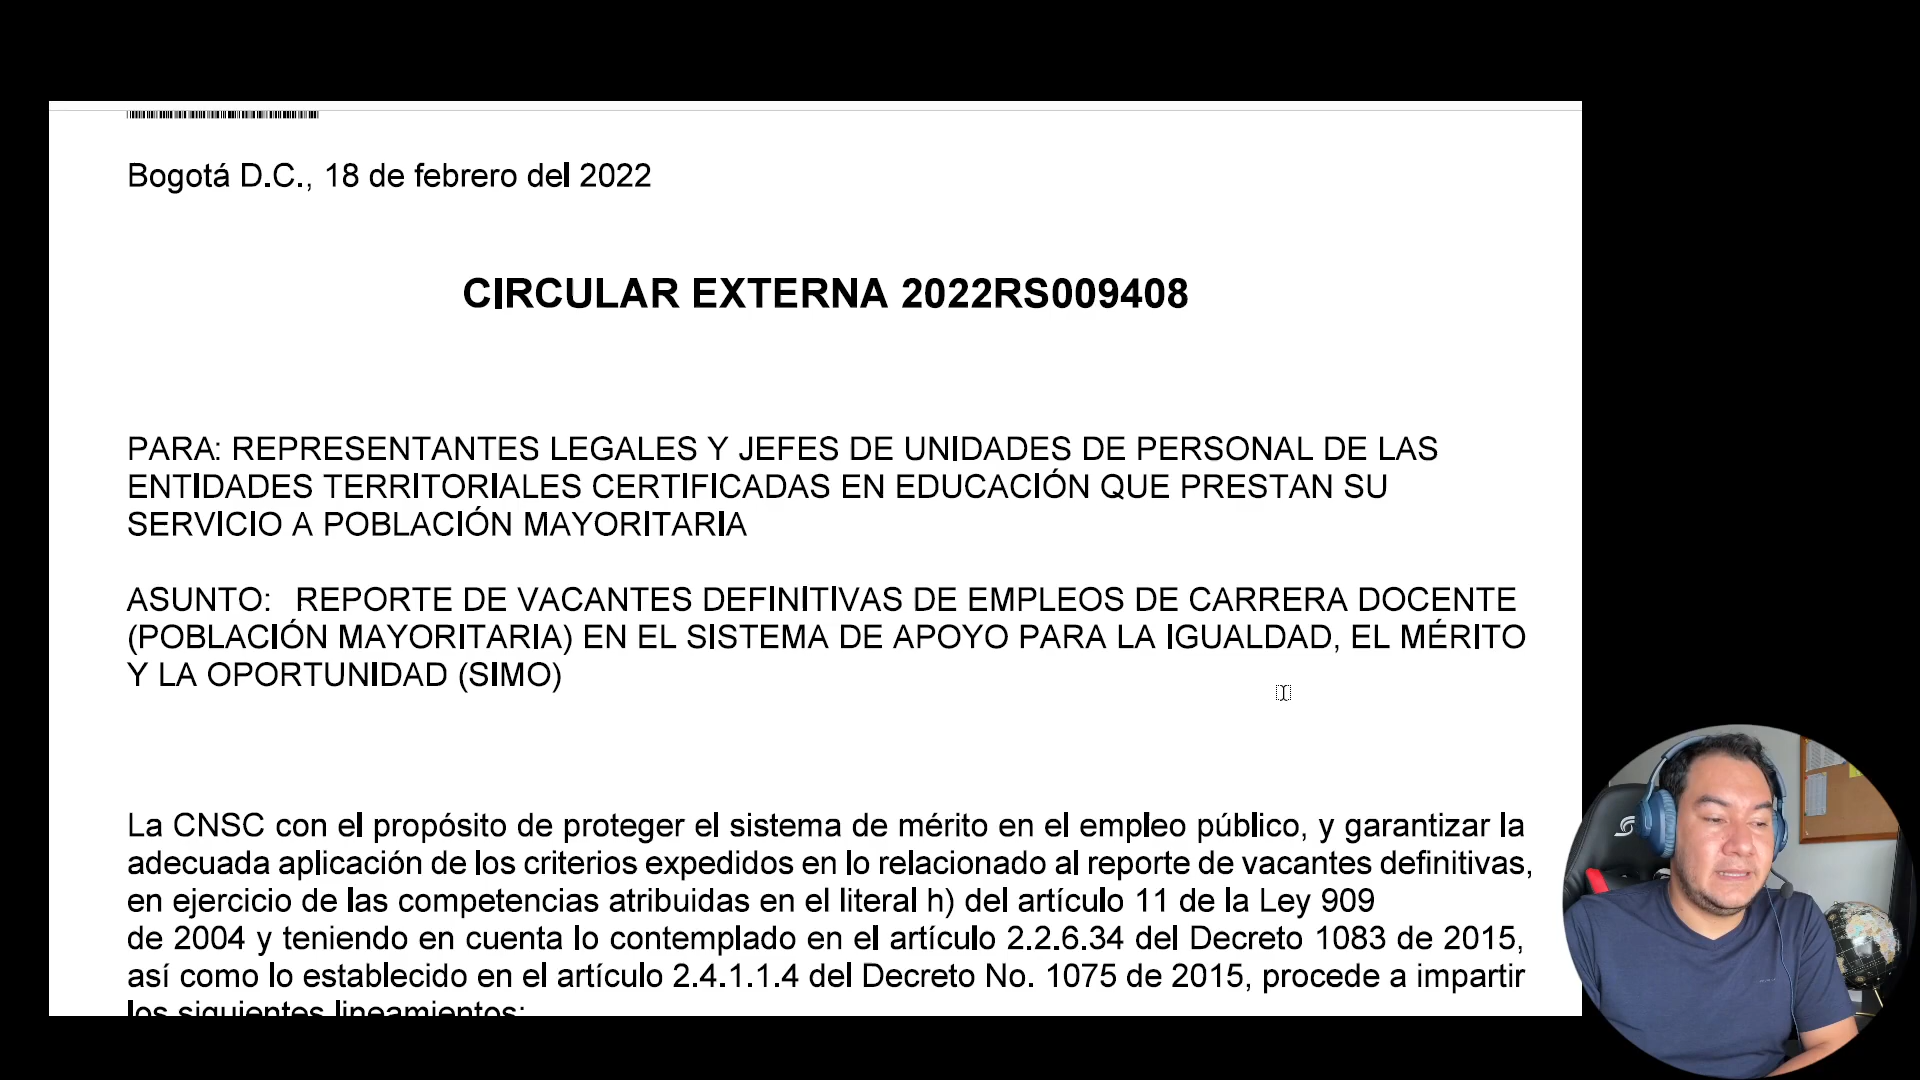 Bogotá D.C., 18 de febrero del 2022
CIRCULAR EXTERNA 2022RS009408
PARA: REPRESENTANTES LEGALES Y JEFES DE UNIDADES DE PERSONAL DE LAS
ENTIDADES TERRITORIALES CERTIFICADAS EN EDUCACIÓN QUE PRESTAN SU
SERVICIO A POBLACIÓN MAYORITARIA
ASUNTO: REPORTE DE VACANTES DEFINITIVAS DE EMPLEOS DE CARRERA DOCENTE
(POBLACIÓN MAYORITARIA) EN EL SISTEMA DE APOYO PARA LA IGUALDAD, EL MÉRITO
Y LA OPORTUNIDAD (SIMO)
La CNSC con el propósito de proteger el sistema de mérito en el empleo público, y garantizar la
adecuada aplicación de los criterios expedidos en lo relacionado al reporte de vacantes definitivas,
en ejercicio de las competencias atribuidas en el literal h) del artículo 11 de la Ley 909
de 2004 y teniendo en cuenta lo contemplado en el artículo 2.2.6.34 del Decreto 1083 de 2015,
así como lo establecido en el artículo 2.4.1.1.4 del Decreto No. 1075 de 2015, procede a impartir
los siguientes lineamientos: